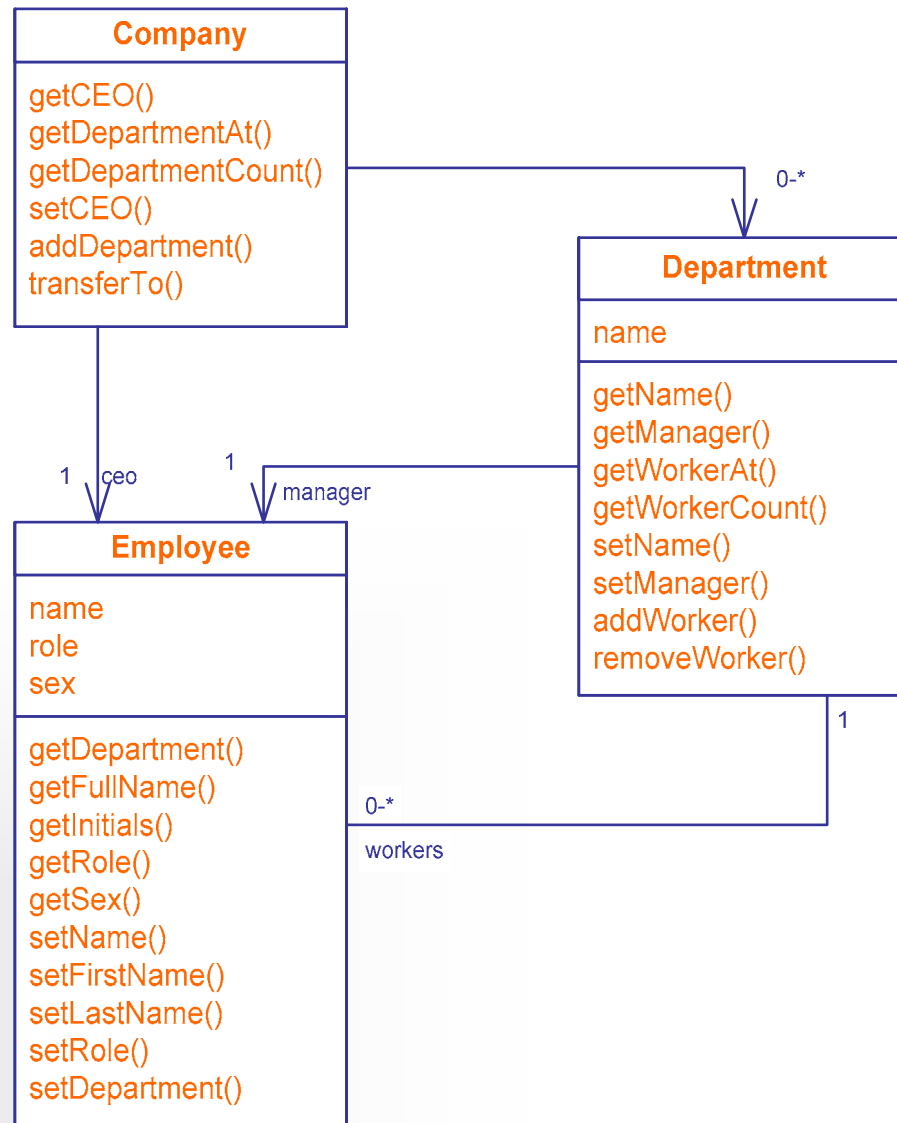 Company
getCEO()
getDepartmentAt()
getDepartmentCount()
setCEO()
addDepartment()
transferTo()
0-*
Department
name
getName()
getManager()
getWorkerAt()
getWorkerCount()
setName()
setManager()
addWorker()
removeWorker()
1
ceo
1
manager
Employee
name
role
sex
getDepartment()
getFullName()
getInitials()
getRole()
getSex()
setName()
setFirstName()
setLastName()
setRole()
setDepartment()
1
0-*
workers